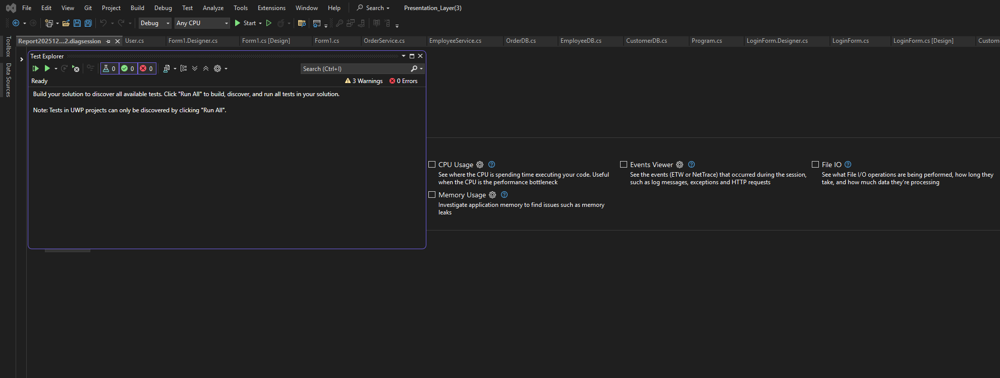 File Edit View Git Project Build Debug Test Analyze Tools Extensions Window Help Search Presentation_Layer(3)
Debug Any CPU Start
Report202512...2.diagsession User.cs Form1.Designer.cs Form1.cs [Design] Form1.cs OrderService.cs EmployeeService.cs OrderDB.cs EmployeeDB.cs CustomerDB.cs Program.cs LoginForm.Designer.cs LoginForm.cs LoginForm.cs [Design] Custom
Toolbox
Data Sources
Test Explorer
0 0 0
Search (Ctrl+I)
Ready 3 Warnings 0 Errors
Build your solution to discover all available tests. Click "Run All" to build, discover, and run all tests in your solution.
Note: Tests in UWP projects can only be discovered by clicking "Run All".
CPU Usage
See where the CPU is spending time executing your code. Useful
when the CPU is the performance bottleneck
Events Viewer
See the events (ETW or NetTrace) that occurred during the session,
such as log messages, exceptions and HTTP requests
File IO
See what File I/O operations are being performed, how long they
take, and how much data they're processing
Memory Usage
Investigate application memory to find issues such as memory
leaks